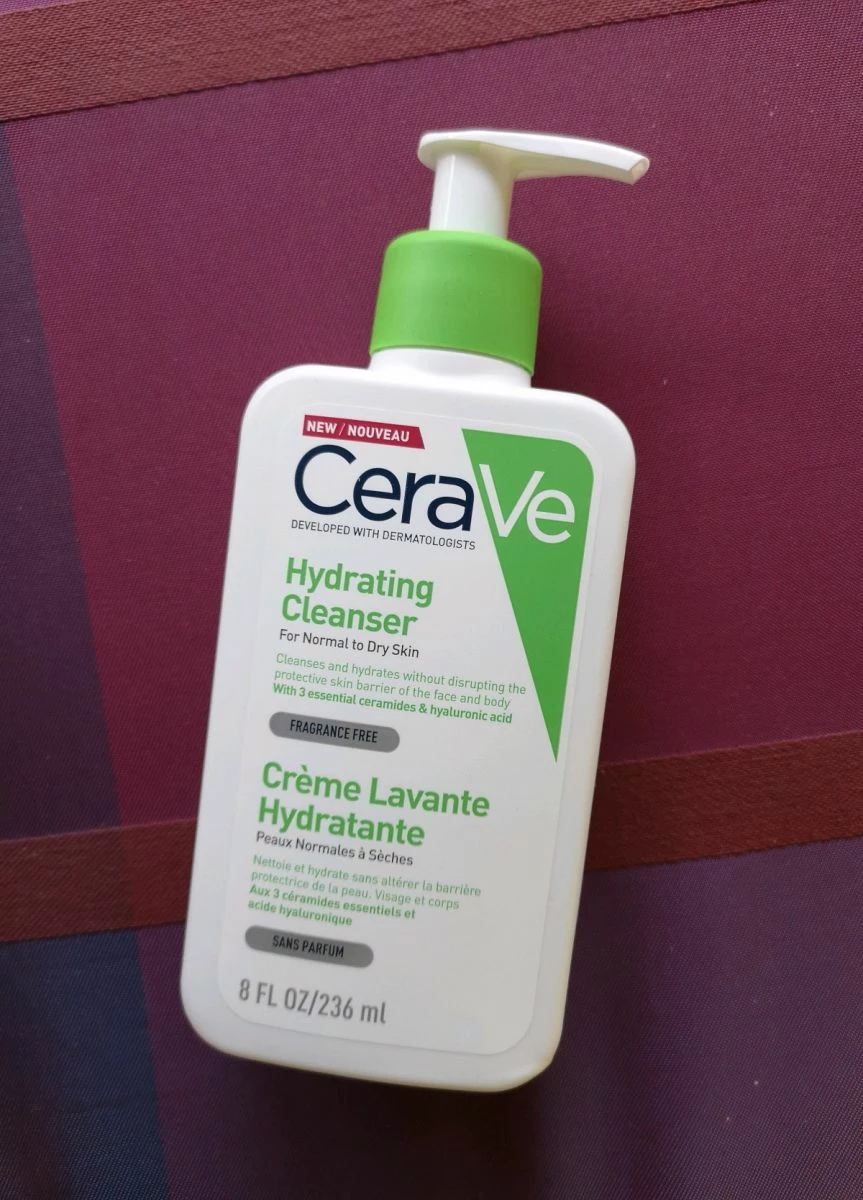 NEW / NOUVEAU
CeraVe
DEVELOPED WITH DERMATOLOGISTS
Hydrating
Cleanser
For Normal to Dry Skin
Cleanses and hydrates without disrupting the
protective skin barrier of the face and body
With 3 essential ceramides & hyaluronic acid
FRAGRANCE FREE
Crème Lavante
Hydratante
Peaux Normales à Sèches
Nettoie et hydrate sans altérer la barrière
protectrice de la peau. Visage et corps
Aux 3 céramides essentiels et
acide hyaluronique
SANS PARFUM
8 FL OZ/236 ml